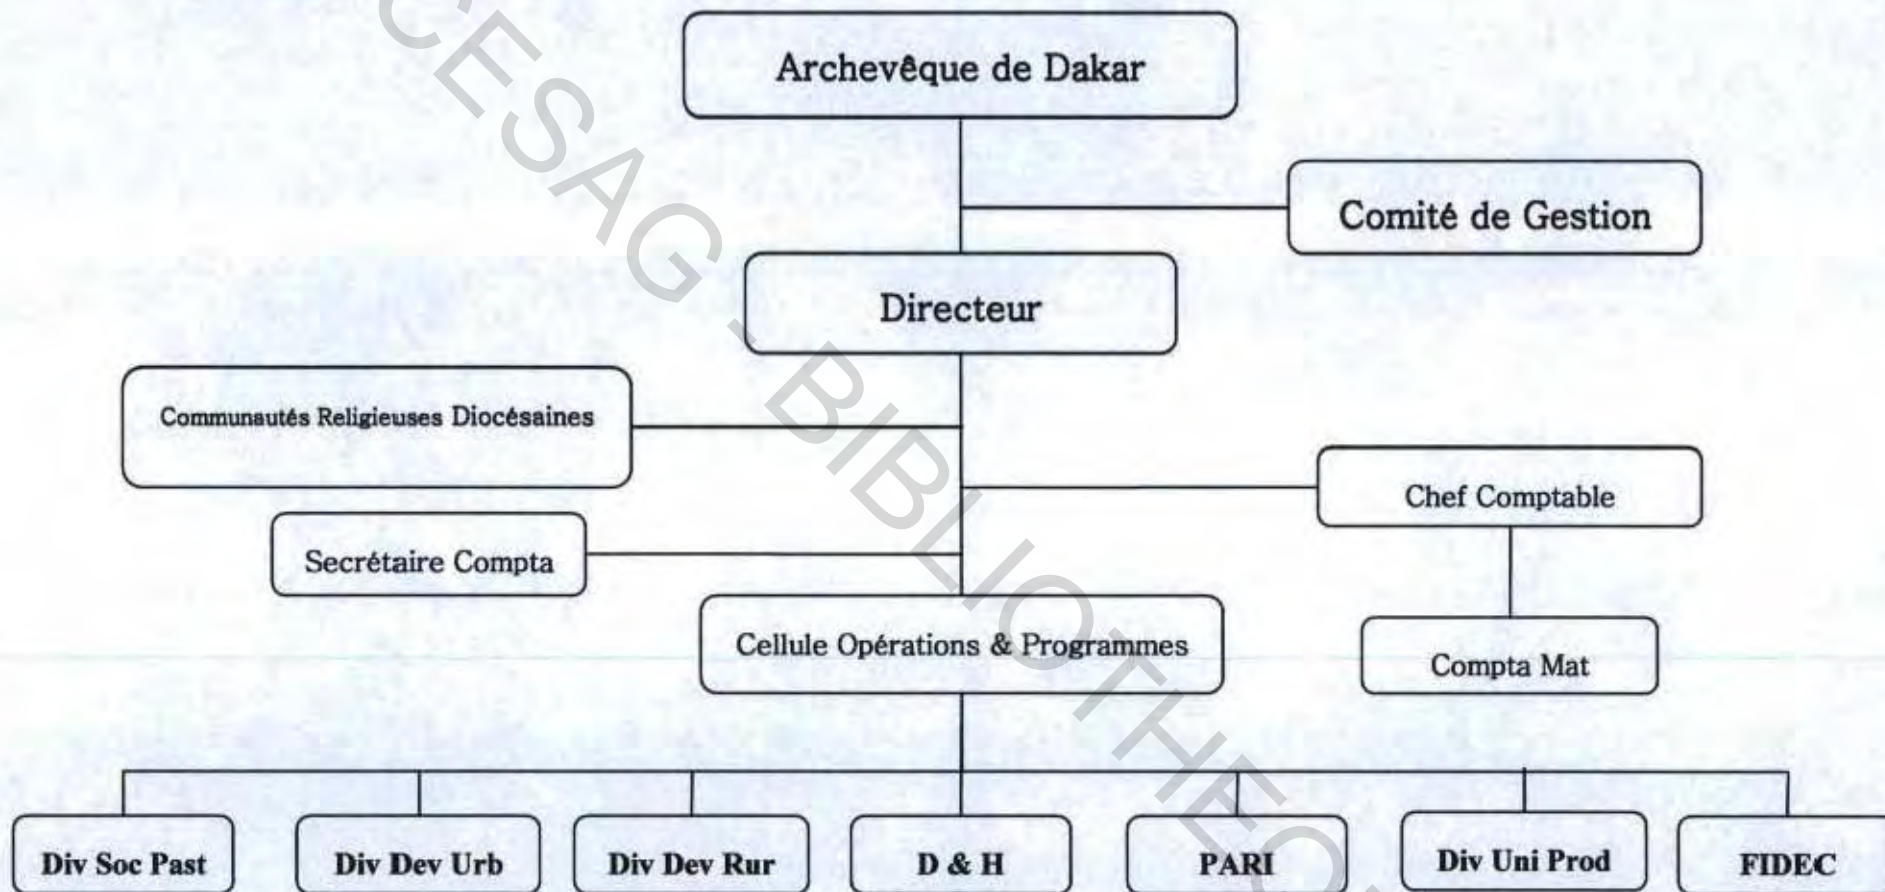 Archevêque de Dakar
Comité de Gestion
Directeur
Communautés Religieuses Diocésaines
Chef Comptable
Secrétaire Compta
Cellule Opérations & Programmes
Compta Mat
Div Soc Past
Div Dev Urb
Div Dev Rur
D & H
PARI
Div Uni Prod
FIDEC
CESAG - BIBLIOTHEQU